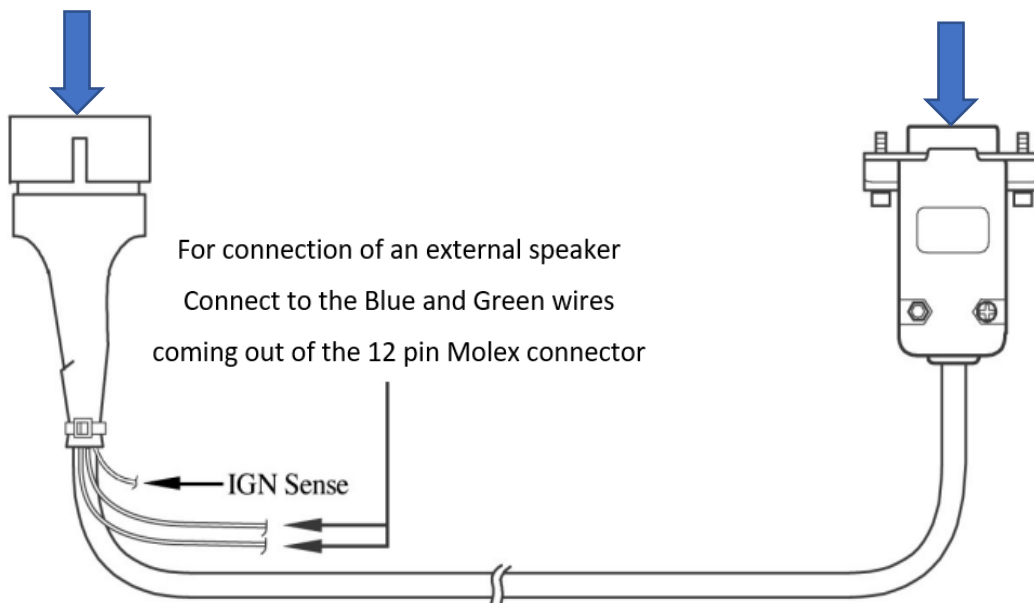 For connection of an external speaker
Connect to the Blue and Green wires
coming out of the 12 pin Molex connector
IGN Sense